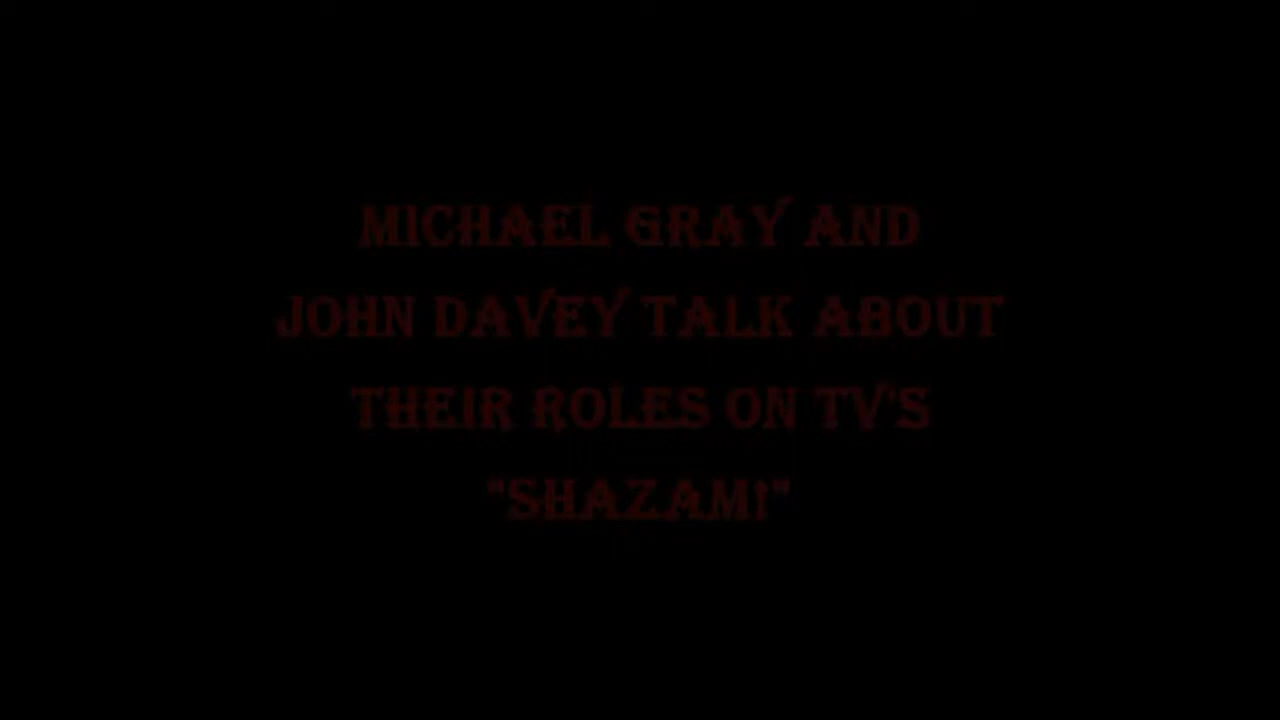 MICHAEL GRAY AND
JOHN DAVEY TALK ABOUT
THEIR ROLES ON TV'S
"SHAZAM!"